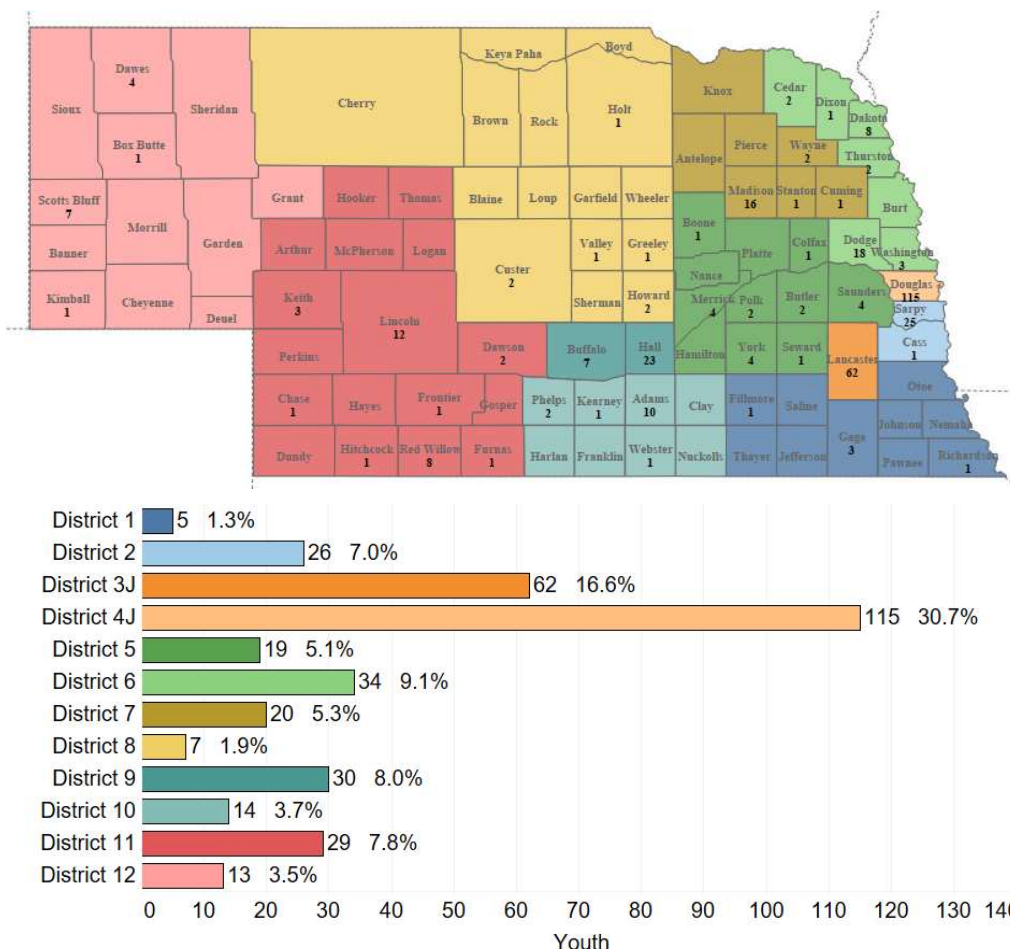 Boyd
Keya Paha
Dawes
4
Cherry
Sioux
Sheridan
Knox
Cedar
2
Dixon
1
Holt
1
Brown
Rock
Dakota
8
Box Butte
1
Antelope
Pierce
Wayne
2
Thurston
2
Scotts Bluff
7
Grant
Hooker
Thomas
Blaine
Loup
Garfield
Wheeler
Madison
16
Stanton
1
Cuming
1
Burt
Morrill
Garden
Banner
Arthur
McPherson
Logan
Custer
2
Valley
1
Greeley
1
Boone
1
Platte
Colfax
1
Dodge
18
Washington
3
Nance
Kimball
1
Cheyenne
Deuel
Keith
3
Lincoln
12
Sherman
Howard
2
Merrick
4
Polk
2
Butler
2
Saunders
4
Douglas
115
Sarpy
25
Perkins
Dawson
2
Buffalo
7
Hall
23
Hamilton
York
4
Seward
1
Lancaster
62
Cass
1
Otoe
Chase
1
Hayes
Frontier
1
Gosper
Phelps
2
Kearney
1
Adams
10
Clay
Fillmore
1
Saline
Gage
3
Johnson
Nemaha
Dundy
Hitchcock
1
Red Willow
8
Furnas
1
Harlan
Franklin
Webster
1
Nuckolls
Thayer
Jefferson
Pawnee
Richardson
1
District 1 5 1.3%
District 2 26 7.0%
District 3J 62 16.6%
District 4J 115 30.7%
District 5 19 5.1%
District 6 34 9.1%
District 7 20 5.3%
District 8 7 1.9%
District 9 30 8.0%
District 10 14 3.7%
District 11 29 7.8%
District 12 13 3.5%
0 10 20 30 40 50 60 70 80 90 100 110 120 130 140
Youth